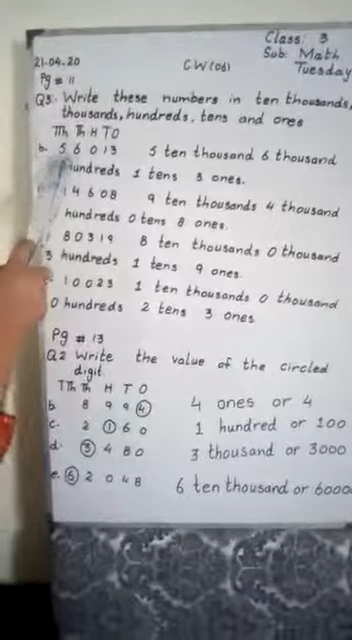 Class: 3
Sub: Math
21-04-20 CW(06) Tuesday
Pg # 11
Q3. Write these numbers in ten thousands,
thousands, hundreds, tens and ones
TTh Th H T O
b. 5 6 0 1 3 5 ten thousand 6 thousand
hundreds 1 tens 3 ones.
4 6 0 8 9 ten thousands 4 thousand
hundreds 0 tens 8 ones.
8 0 3 1 9 8 ten thousands 0 thousand
3 hundreds 1 tens 9 ones.
1 0 0 2 3 1 ten thousands 0 thousand
0 hundreds 2 tens 3 ones
Pg # 13
Q2 Write the value of the circled
digit.
TTh Th H T O
b 8 9 9 4 4 ones or 4
c. 2 1 6 0 1 hundred or 100
d. 3 4 8 0 3 thousand or 3000
e. 6 2 0 4 8 6 ten thousand or 6000